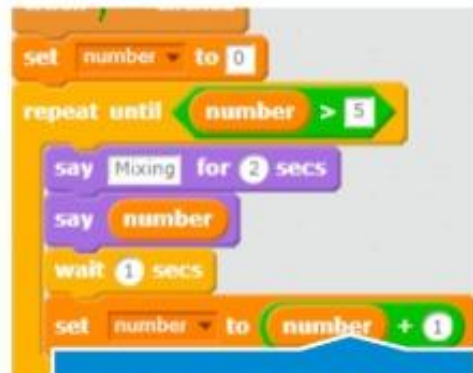 set number to 0
repeat until number > 5
say Mixing for 2 secs
say number
wait 1 secs
set number to number + 1